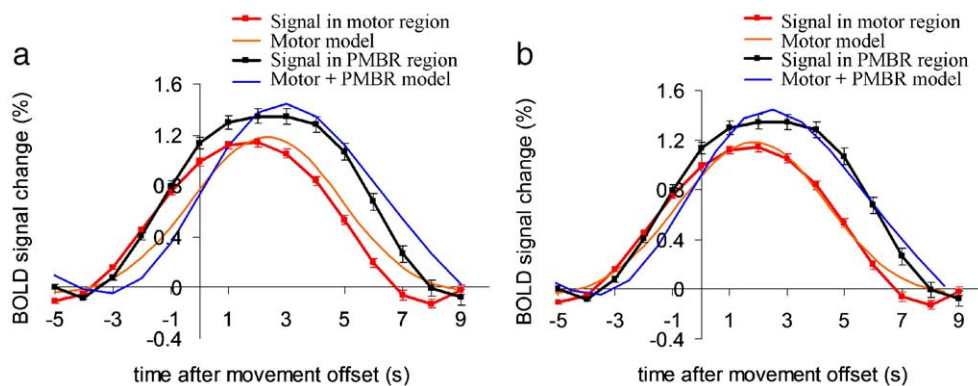 a
Signal in motor region
Motor model
Signal in PMBR region
Motor + PMBR model
BOLD signal change (%)
1.6
1.2
0.8
0.4
0
-0.4
-5 -3 -1 1 3 5 7 9
time after movement offset (s)
b
Signal in motor region
Motor model
Signal in PMBR region
Motor + PMBR model
BOLD signal change (%)
1.6
1.2
0.8
0.4
0
-0.4
-5 -3 -1 1 3 5 7 9
time after movement offset (s)